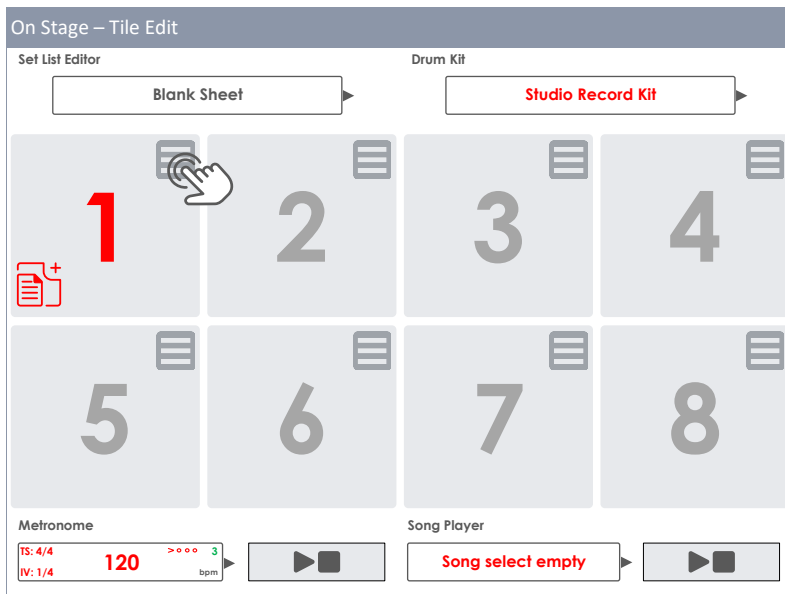 On Stage – Tile Edit
Set List Editor
Drum Kit
Blank Sheet
Studio Record Kit
1
2
3
4
5
6
7
8
Metronome
Song Player
TS: 4/4
IV: 1/4
120
3
bpm
Song select empty